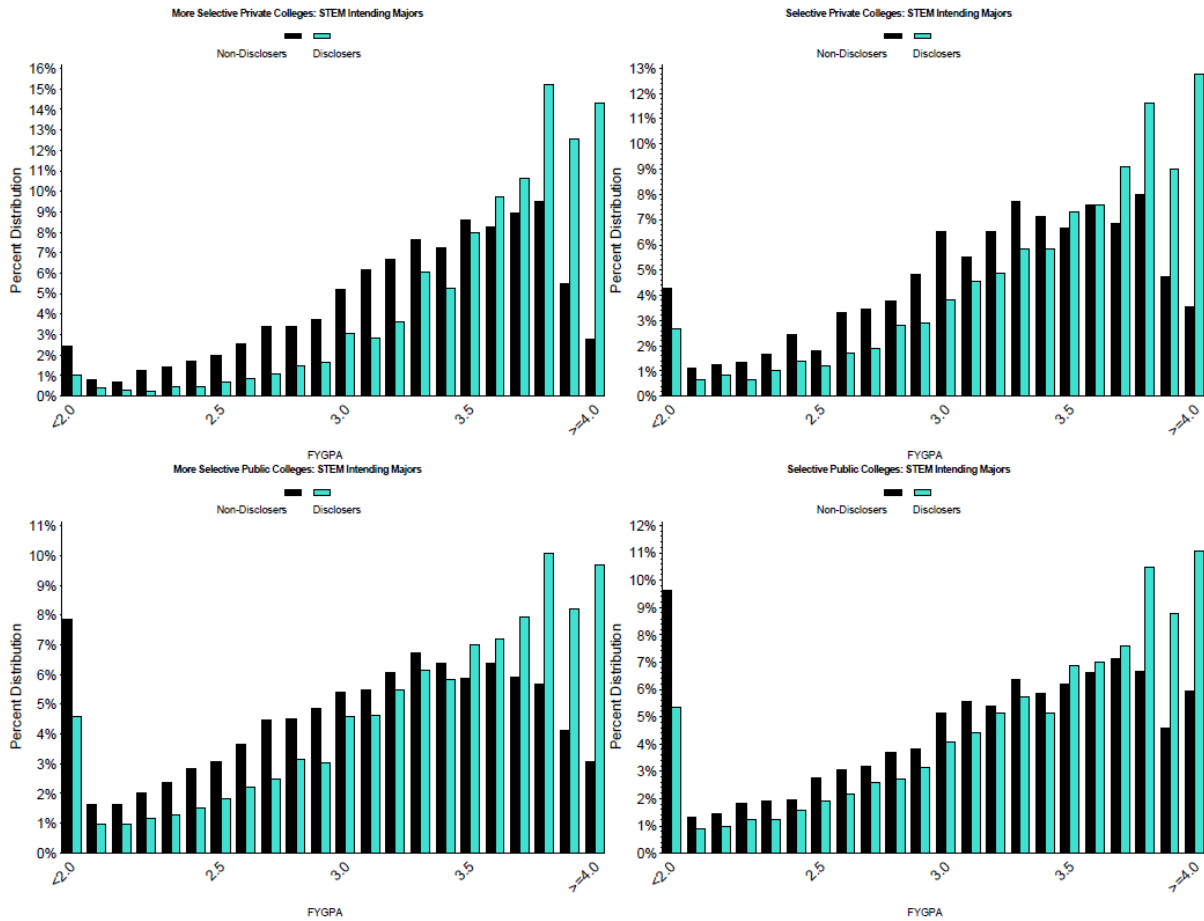 More Selective Private Colleges: STEM Intending Majors
Non-Disclosers Disclosers
16%
15%
14%
13%
12%
11%
10%
9%
8%
7%
6%
5%
4%
3%
2%
1%
0%
Percent Distribution
<2.0 2.5 3.0 3.5 >=4.0
FYGPA
Selective Private Colleges: STEM Intending Majors
Non-Disclosers Disclosers
13%
12%
11%
10%
9%
8%
7%
6%
5%
4%
3%
2%
1%
0%
Percent Distribution
<2.0 2.5 3.0 3.5 >=4.0
FYGPA
More Selective Public Colleges: STEM Intending Majors
Non-Disclosers Disclosers
11%
10%
9%
8%
7%
6%
5%
4%
3%
2%
1%
0%
Percent Distribution
<2.0 2.5 3.0 3.5 >=4.0
FYGPA
Selective Public Colleges: STEM Intending Majors
Non-Disclosers Disclosers
12%
11%
10%
9%
8%
7%
6%
5%
4%
3%
2%
1%
0%
Percent Distribution
<2.0 2.5 3.0 3.5 >=4.0
FYGPA